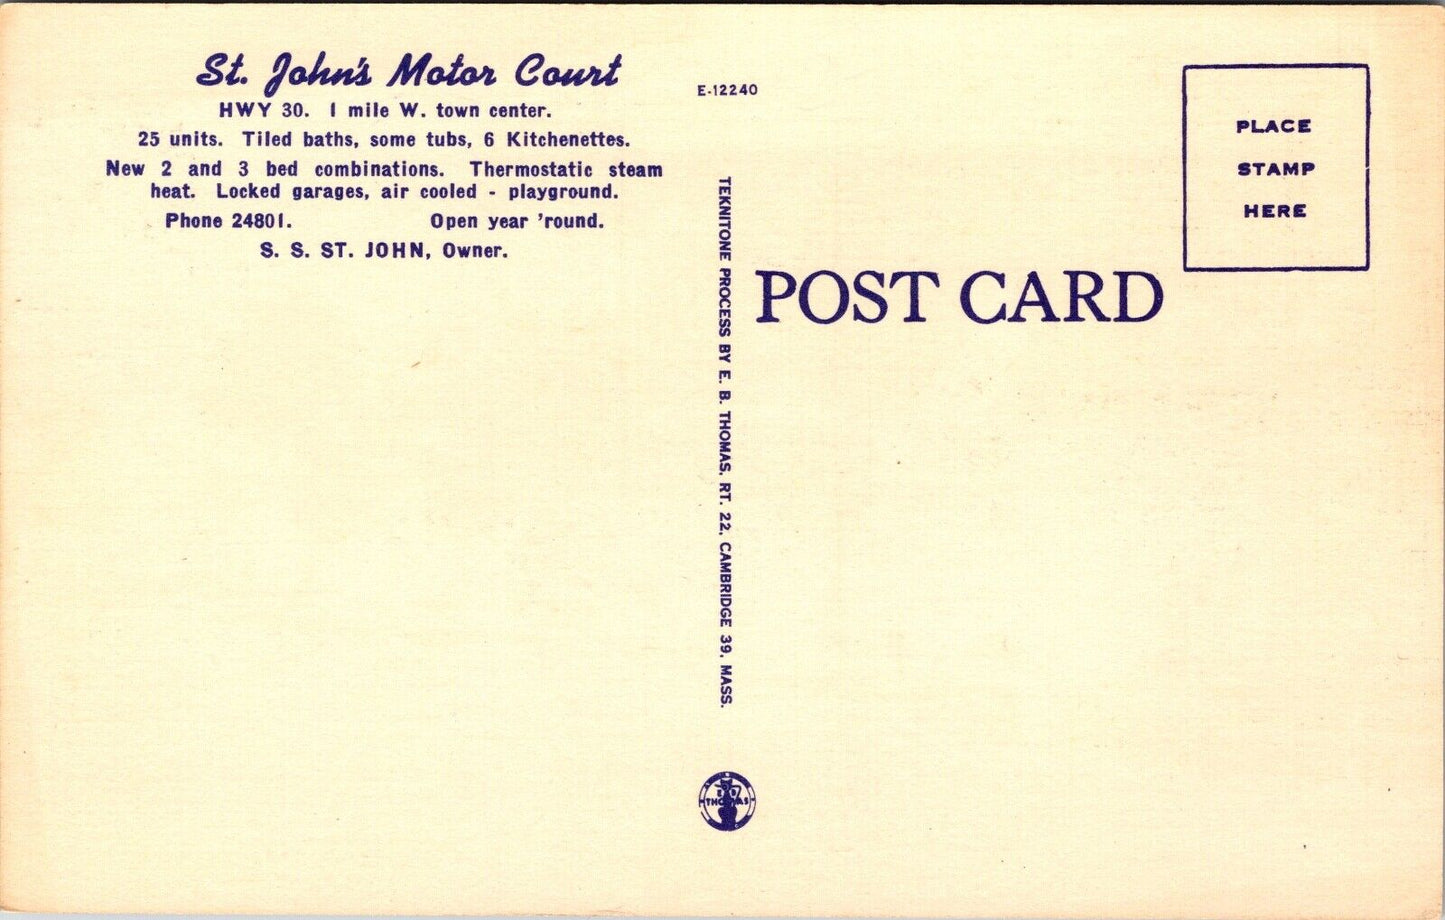 St. John's Motor Court
HWY 30. 1 mile W. town center.
25 units. Tiled baths, some tubs, 6 Kitchenettes.
New 2 and 3 bed combinations. Thermostatic steam
heat. Locked garages, air cooled - playground.
Phone 24801. Open year 'round.
S. S. ST. JOHN, Owner.
E-12240
TEKNITONE PROCESS BY E. B. THOMAS, RT. 22, CAMBRIDGE 39, MASS.
THOMAS
POST CARD
PLACE
STAMP
HERE